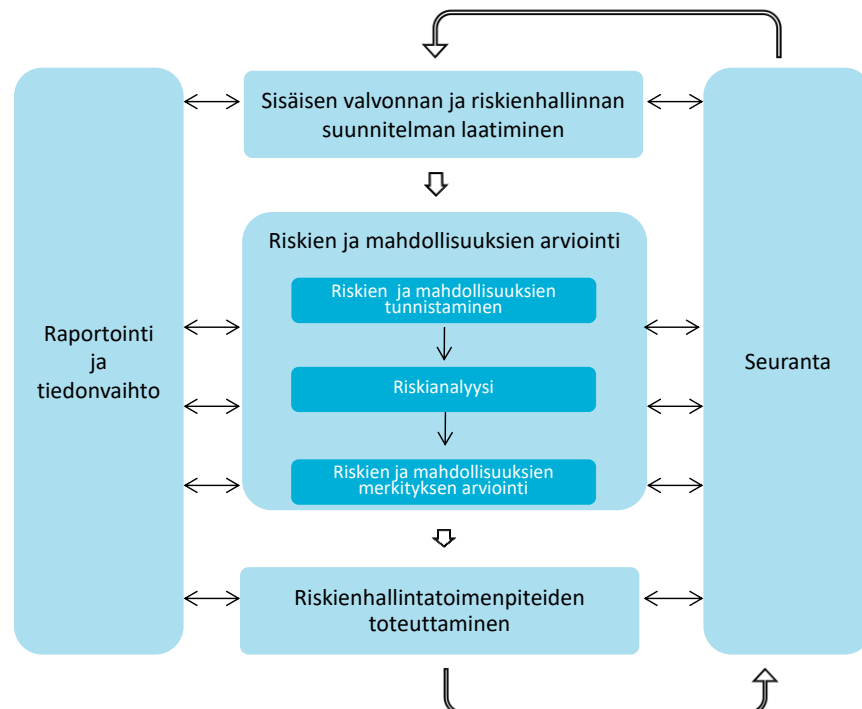 Sisäisen valvonnan ja riskienhallinnan
suunnitelman laatiminen
Riskien ja mahdollisuuksien arviointi
Riskien ja mahdollisuuksien
tunnistaminen
Raportointi
ja
tiedonvaihto
Riskianalyysi
Seuranta
Riskien ja mahdollisuuksien
merkityksen arviointi
Riskienhallintatoimenpiteiden
toteuttaminen